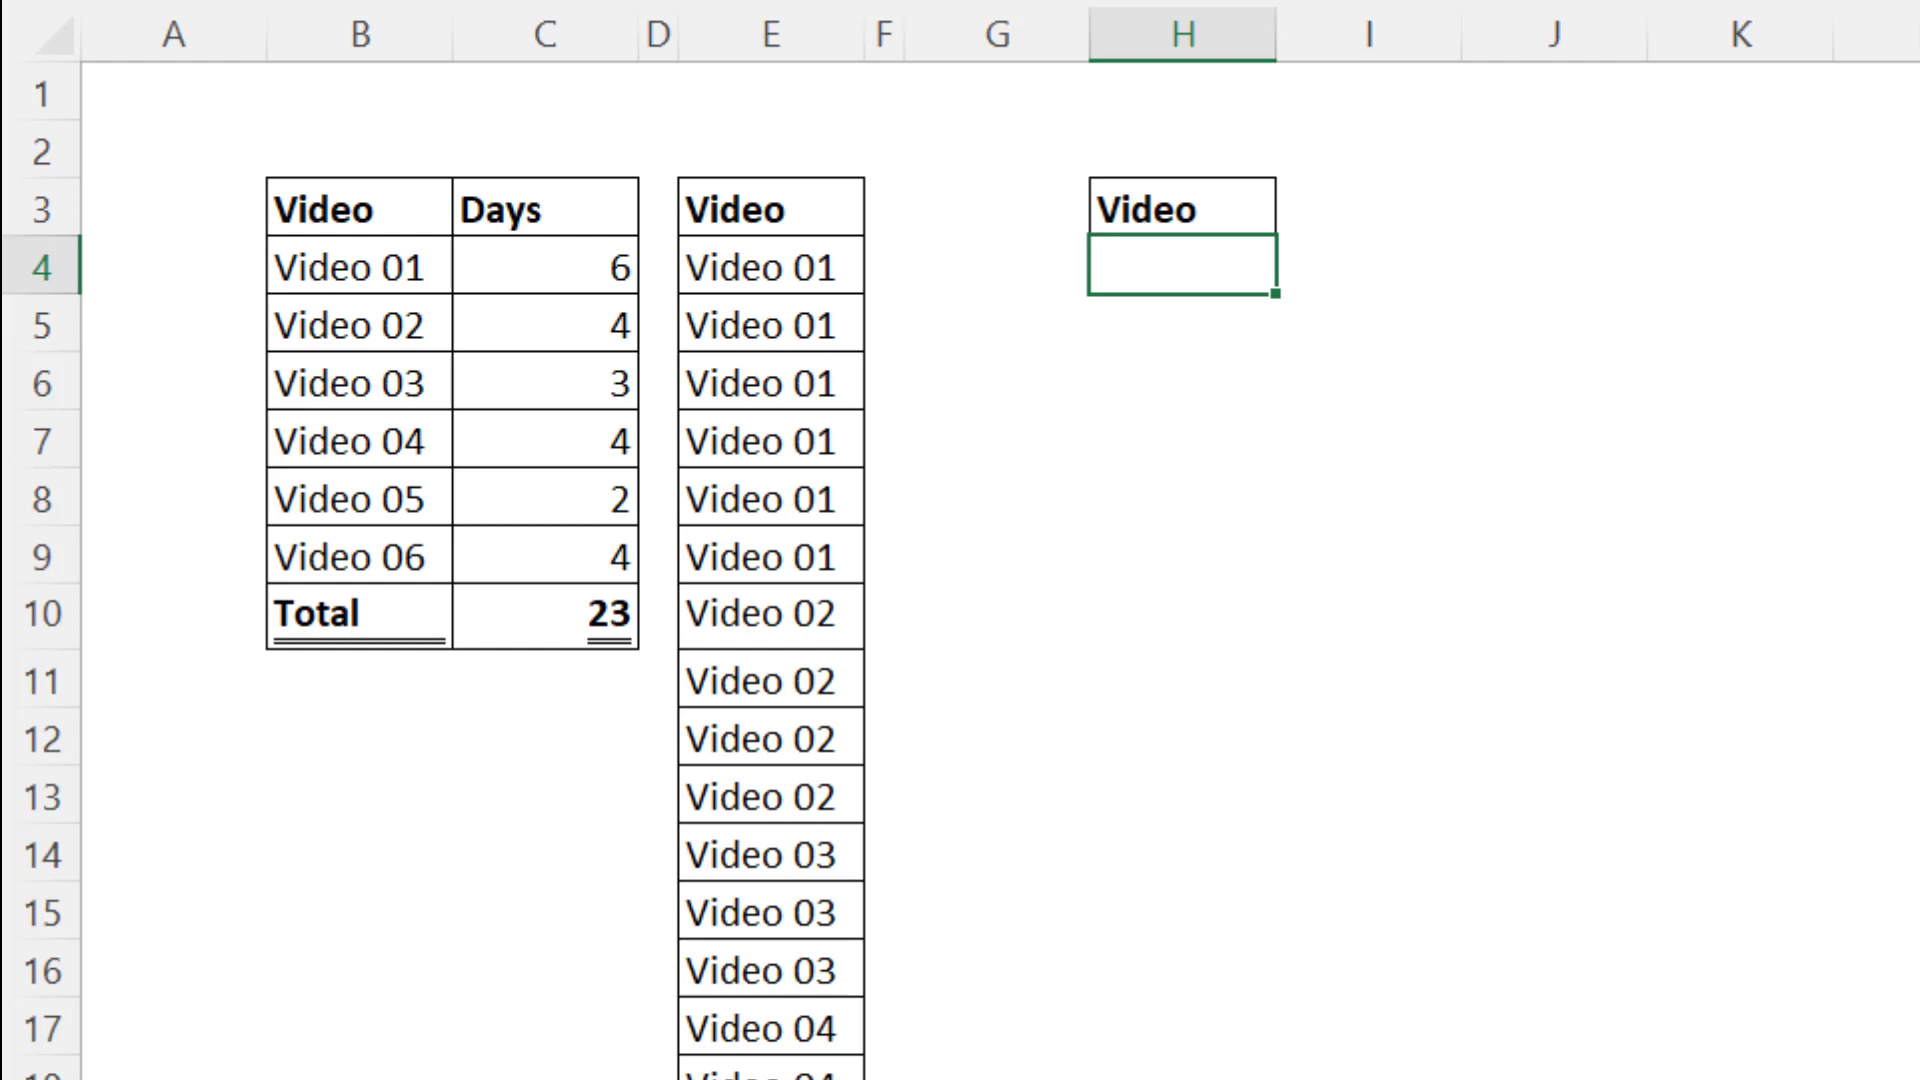 A B C D E F G H I J K
1
2
3 Video Days Video Video
4 Video 01 6 Video 01
5 Video 02 4 Video 01
6 Video 03 3 Video 01
7 Video 04 4 Video 01
8 Video 05 2 Video 01
9 Video 06 4 Video 01
10 Total 23 Video 02
11 Video 02
12 Video 02
13 Video 02
14 Video 03
15 Video 03
16 Video 03
17 Video 04